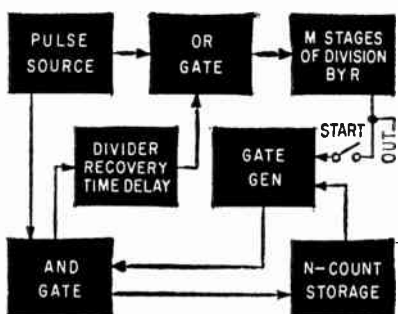 PULSE
SOURCE
OR
GATE
M STAGES
OF DIVISION
BY R
START
OUT
DIVIDER
RECOVERY
TIME DELAY
GATE
GEN
AND
GATE
N-COUNT
STORAGE